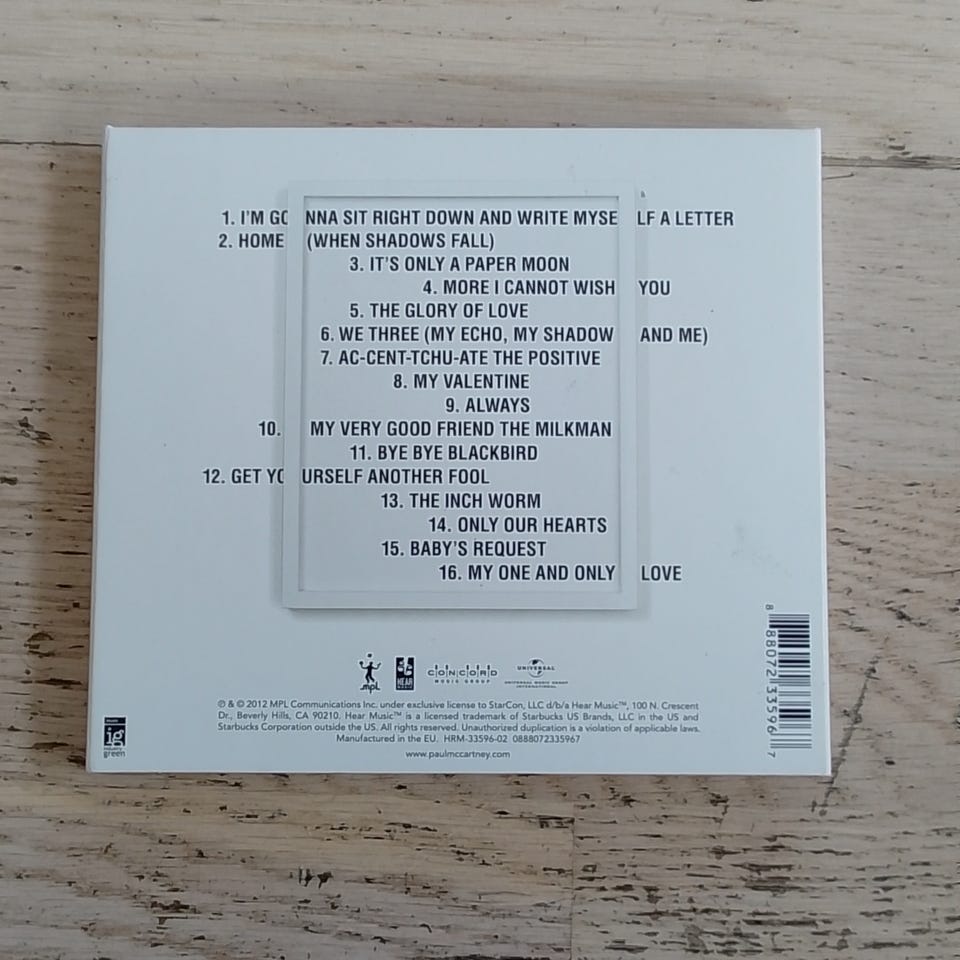 1. I'M GONNA SIT RIGHT DOWN AND WRITE MYSELF A LETTER
2. HOME (WHEN SHADOWS FALL)
3. IT'S ONLY A PAPER MOON
4. MORE I CANNOT WISH YOU
5. THE GLORY OF LOVE
6. WE THREE (MY ECHO, MY SHADOW AND ME)
7. AC-CENT-TCHU-ATE THE POSITIVE
8. MY VALENTINE
9. ALWAYS
10. MY VERY GOOD FRIEND THE MILKMAN
11. BYE BYE BLACKBIRD
12. GET YOURSELF ANOTHER FOOL
13. THE INCH WORM
14. ONLY OUR HEARTS
15. BABY'S REQUEST
16. MY ONE AND ONLY LOVE
mpl
HEAR MUSIC
CONCORD
MUSIC GROUP
UNIVERSAL
UNIVERSAL MUSIC GROUP
INTERNATIONAL
℗ & © 2012 MPL Communications Inc. under exclusive license to StarCon, LLC d/b/a Hear Music™, 100 N. Crescent
Dr., Beverly Hills, CA 90210. Hear Music™ is a licensed trademark of Starbucks US Brands, LLC in the US and
Starbucks Corporation outside the US. All rights reserved. Unauthorized duplication is a violation of applicable laws.
Manufactured in the EU. HRM-33596-02 0888072335967
www.paulmccartney.com
music
ig
industry
green
8 88072 33596 7